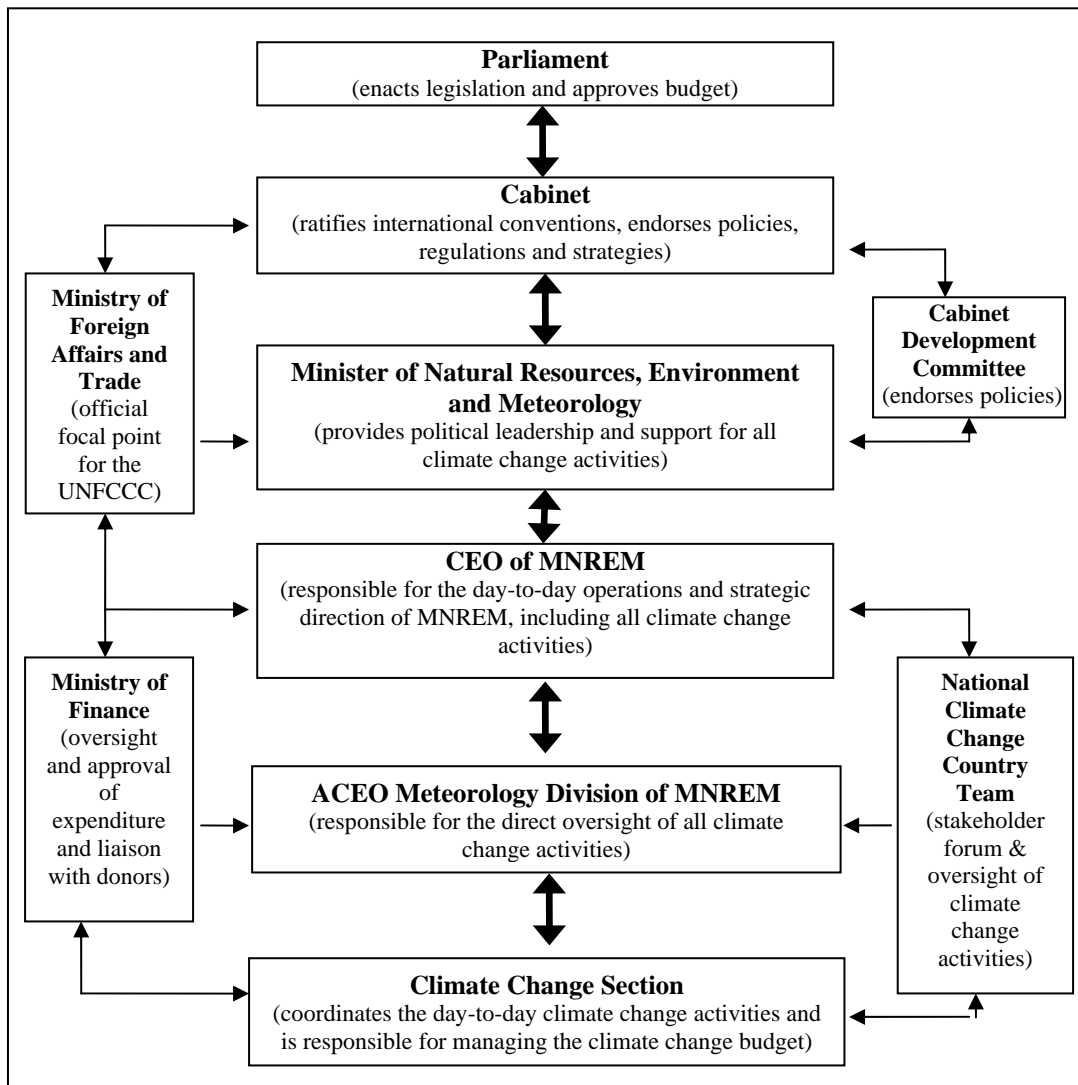 Parliament
(enacts legislation and approves budget)
Cabinet
(ratifies international conventions, endorses policies,
regulations and strategies)
Ministry of
Foreign
Affairs and
Trade
(official
focal point
for the
UNFCCC)
Cabinet
Development
Committee
(endorses policies)
Minister of Natural Resources, Environment
and Meteorology
(provides political leadership and support for all
climate change activities)
CEO of MNREM
(responsible for the day-to-day operations and strategic
direction of MNREM, including all climate change
activities)
Ministry of
Finance
(oversight
and approval
of
expenditure
and liaison
with donors)
National
Climate
Change
Country
Team
(stakeholder
forum &
oversight of
climate
change
activities)
ACEO Meteorology Division of MNREM
(responsible for the direct oversight of all climate
change activities)
Climate Change Section
(coordinates the day-to-day climate change activities and
is responsible for managing the climate change budget)